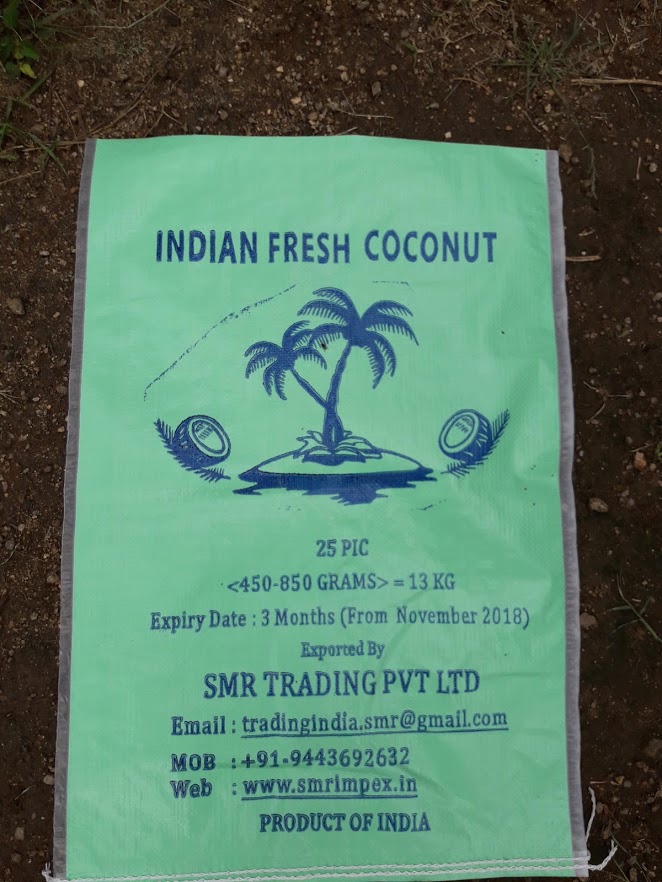 INDIAN FRESH COCONUT
25 PIC
<450-850 GRAMS> = 13 KG
Expiry Date : 3 Months (From November 2018)
Exported By
SMR TRADING PVT LTD
Email : tradingindia.smr@gmail.com
MOB : +91-9443692632
Web : www.smrimpex.in
PRODUCT OF INDIA